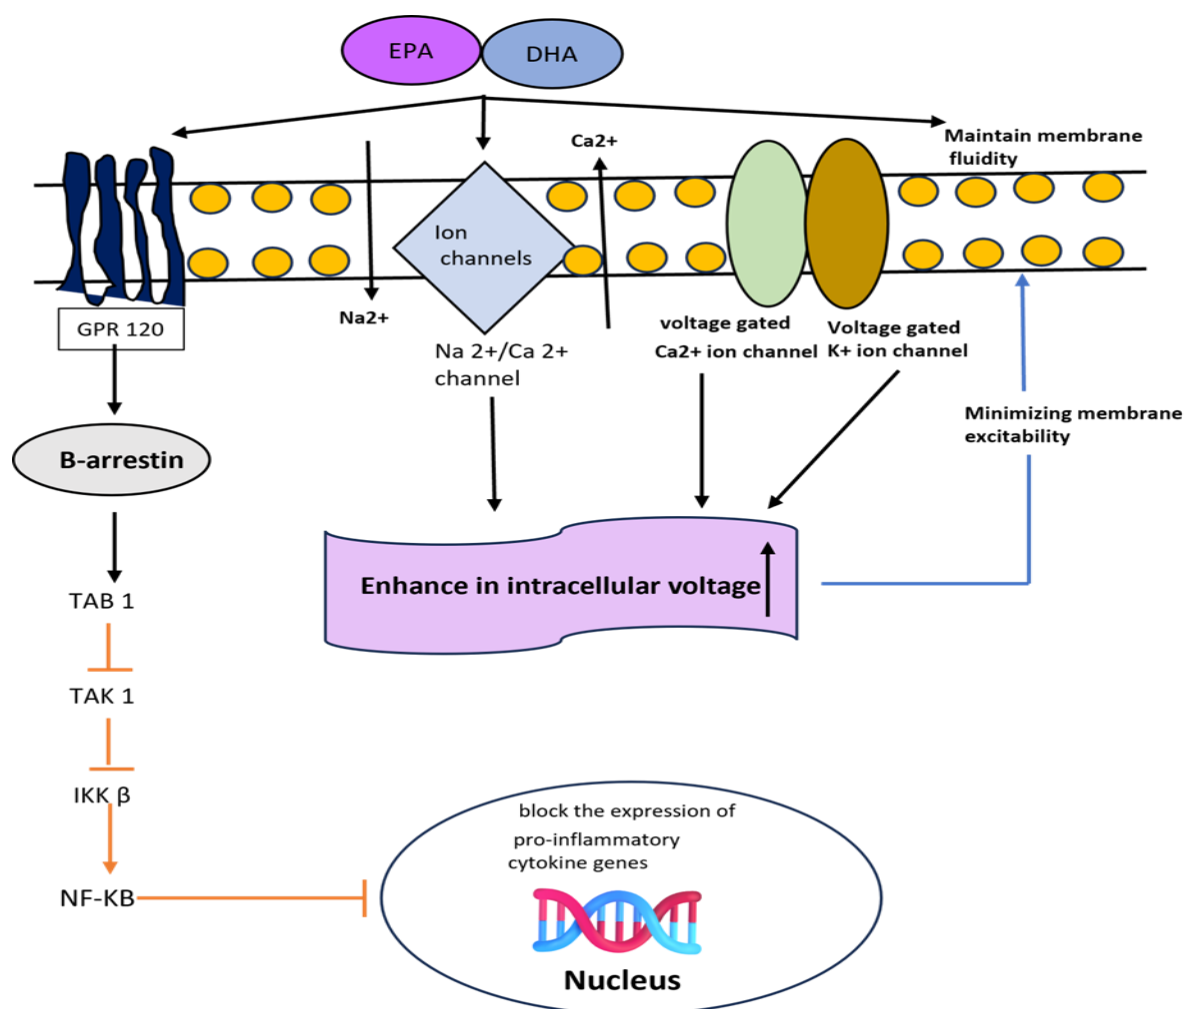 EPA
DHA
Maintain membrane
fluidity
Ca2+
Ion
channels
Na2+
GPR 120
Na 2+/Ca 2+
channel
voltage gated
Ca2+ ion channel
Voltage gated
K+ ion channel
Minimizing membrane
excitability
B-arrestin
Enhance in intracellular voltage
TAB 1
TAK 1
IKK β
NF-KB
block the expression of
pro-inflammatory
cytokine genes
Nucleus